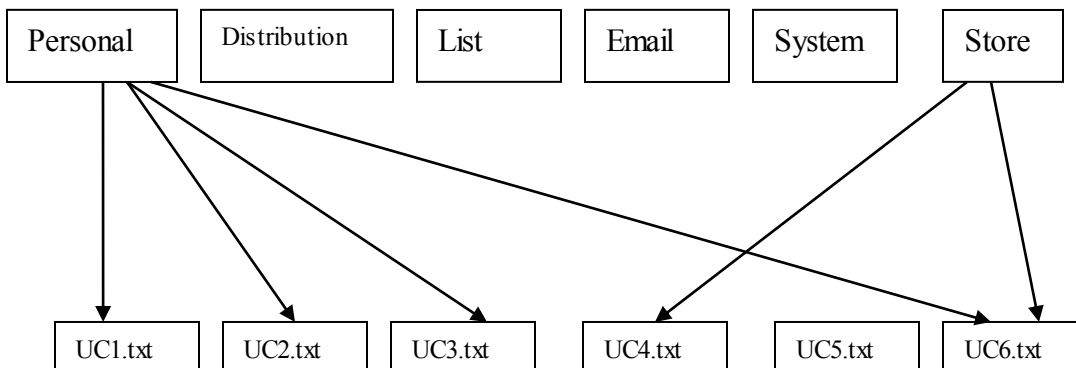 Personal
Distribution
List
Email
System
Store
UC1.txt
UC2.txt
UC3.txt
UC4.txt
UC5.txt
UC6.txt